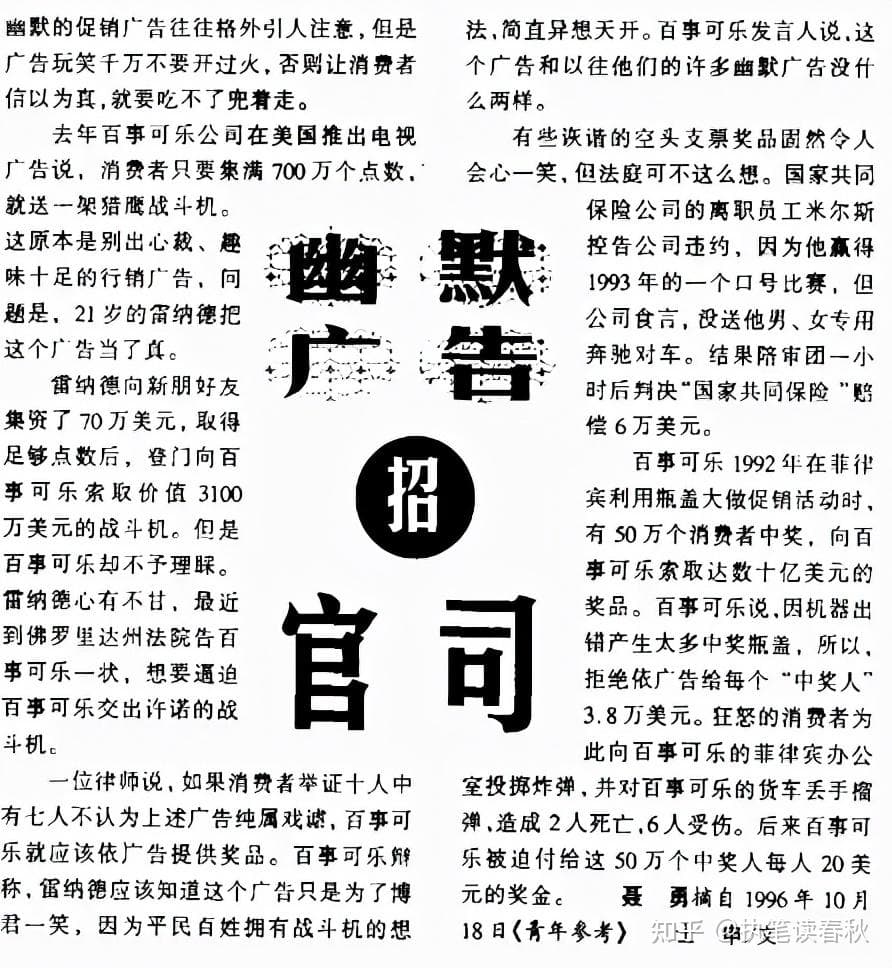 幽默的促销广告往往格外引人注意,但是
广告玩笑千万不要开过火,否则让消费者
信以为真,就要吃不了兜着走。
去年百事可乐公司在美国推出电视
广告说，消费者只要集满700万个点数，
就送一架猎鹰战斗机。
这原本是别出心裁、趣
味十足的行销广告，问
题是，21岁的雷纳德把
这个广告当了真。
雷纳德向新朋好友
集资了70万美元,取得
足够点数后，登门向百
事可乐索取价值3100
万美元的战斗机。但是
百事可乐却不予理睬。
雷纳德心有不甘，最近
到佛罗里达州法院告百
事可乐一状，想要逼迫
百事可乐交出许诺的战
斗机。
一位律师说,如果消费者举证十人中
有七人不认为上述广告纯属戏谑,百事可
乐就应该依广告提供奖品。百事可乐辩
称,雷纳德应该知道这个广告只是为了博
君一笑，因为平民百姓拥有战斗机的想
幽默
广告
招
官司
法,简直异想天开。百事可乐发言人说,这
个广告和以往他们的许多幽默广告没什
么两样。
有些诙谐的空头支票奖品固然令人
会心一笑,但法庭可不这么想。国家共同
保险公司的离职员工米尔斯
控告公司违约，因为他赢得
1993年的一个口号比赛，但
公司食言,没送他男、女专用
奔驰对车。结果陪审团一小
时后判决“国家共同保险”赔
偿6万美元。
百事可乐1992年在菲律
宾利用瓶盖大做促销活动时,
有50万个消费者中奖，向百
事可乐索取达数十亿美元的
奖品。百事可乐说,因机器出
错产生太多中奖瓶盖，所以,
拒绝依广告给每个“中奖人”
3.8万美元。狂怒的消费者为
此向百事可乐的菲律宾办公
室投掷炸弹,并对百事可乐的货车丢手榴
弹,造成2人死亡,6人受伤。后来百事可
乐被迫付给这50万个中奖人每人20美
元的奖金。 聂 勇摘自1996年10月
18日《青年参考》 文
知乎 @执笔读春秋